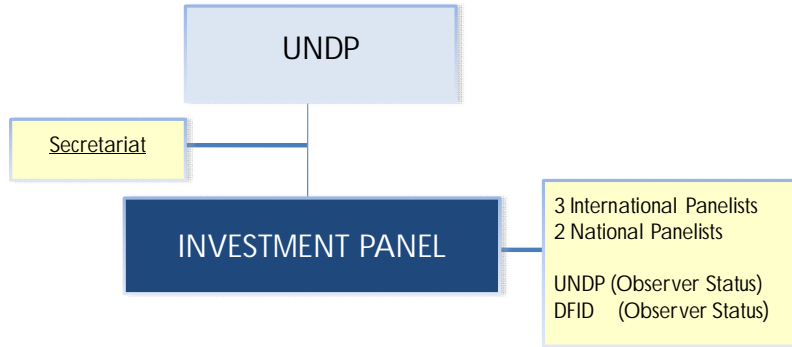 UNDP
Secretariat
INVESTMENT PANEL
3 International Panelists
2 National Panelists
UNDP (Observer Status)
DFID (Observer Status)